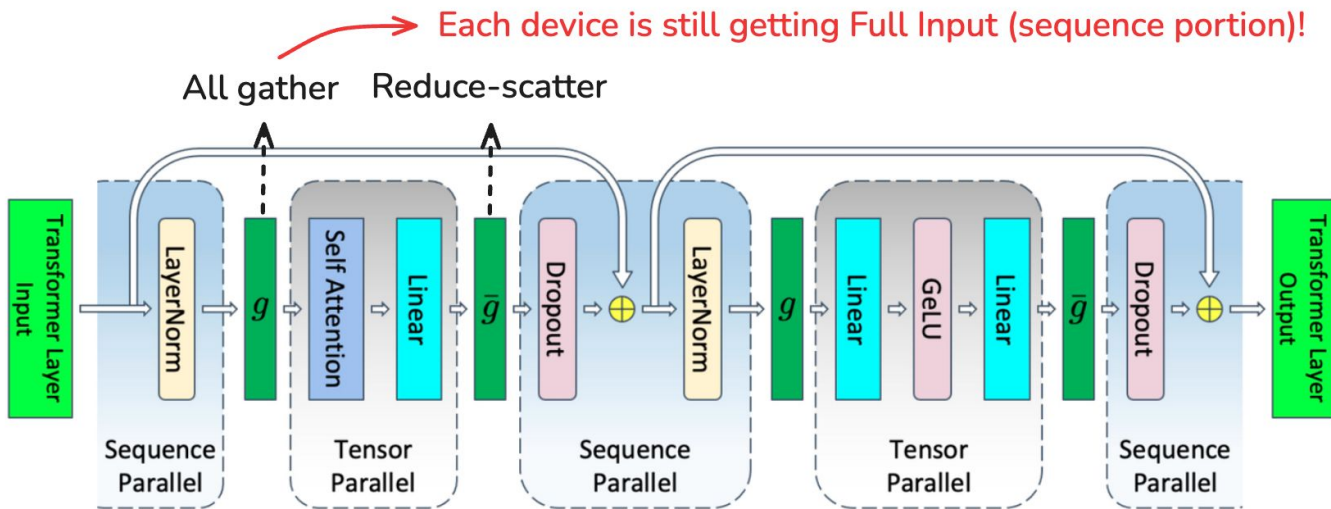 Each device is still getting Full Input (sequence portion)!
All gather
Reduce-scatter
Transformer Layer
Input
LayerNorm
g
Self Attention
Linear
g̅
Dropout
LayerNorm
g
Linear
GeLU
Linear
g̅
Dropout
Transformer Layer
Output
Sequence
Parallel
Tensor
Parallel
Sequence
Parallel
Tensor
Parallel
Sequence
Parallel